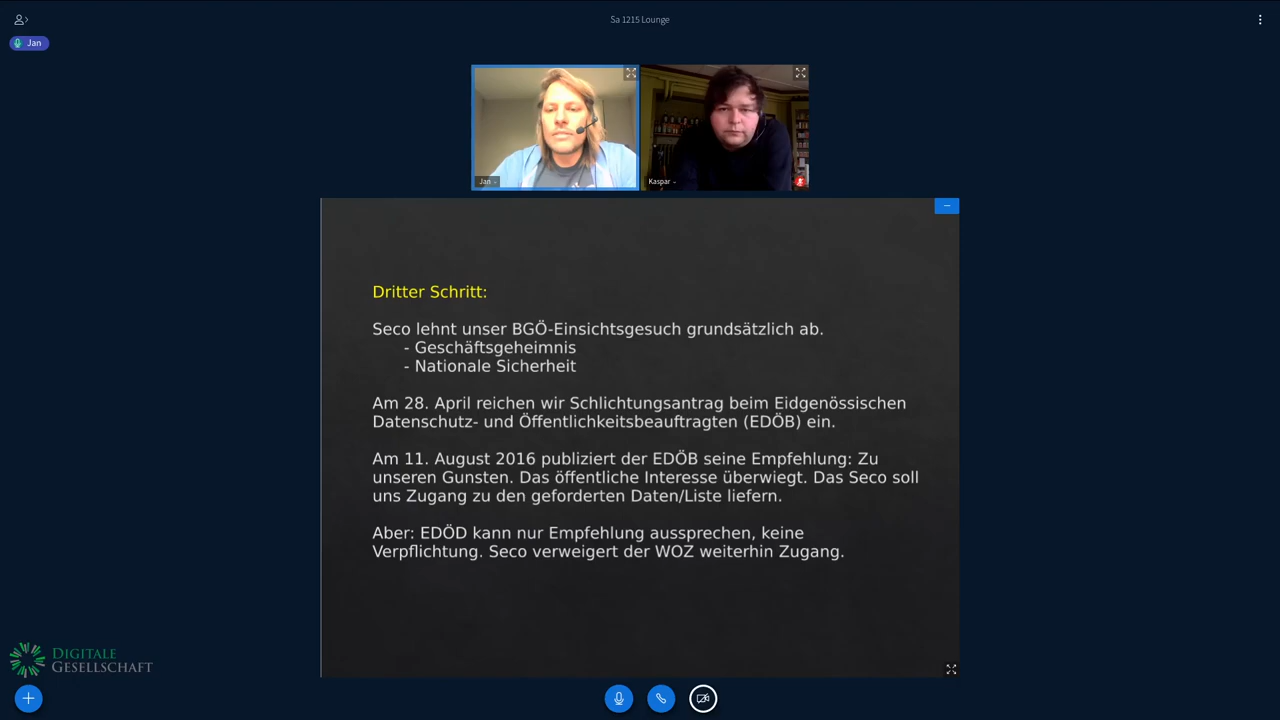 Sa 1215 Lounge
Jan
Jan
Kaspar
Dritter Schritt:
Seco lehnt unser BGÖ-Einsichtsgesuch grundsätzlich ab.
- Geschäftsgeheimnis
- Nationale Sicherheit
Am 28. April reichen wir Schlichtungsantrag beim Eidgenössischen
Datenschutz- und Öffentlichkeitsbeauftragten (EDÖB) ein.
Am 11. August 2016 publiziert der EDÖB seine Empfehlung: Zu
unseren Gunsten. Das öffentliche Interesse überwiegt. Das Seco soll
uns Zugang zu den geforderten Daten/Liste liefern.
Aber: EDÖD kann nur Empfehlung aussprechen, keine
Verpflichtung. Seco verweigert der WOZ weiterhin Zugang.
DIGITALE
GESELLSCHAFT